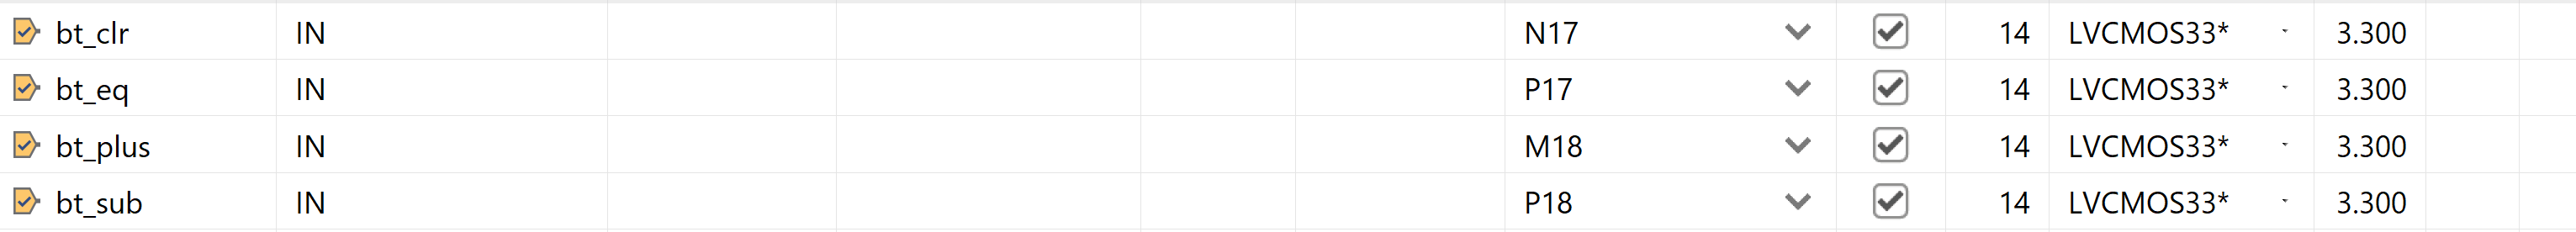 bt_clr IN N17 14 LVCMOS33* 3.300
bt_eq IN P17 14 LVCMOS33* 3.300
bt_plus IN M18 14 LVCMOS33* 3.300
bt_sub IN P18 14 LVCMOS33* 3.300